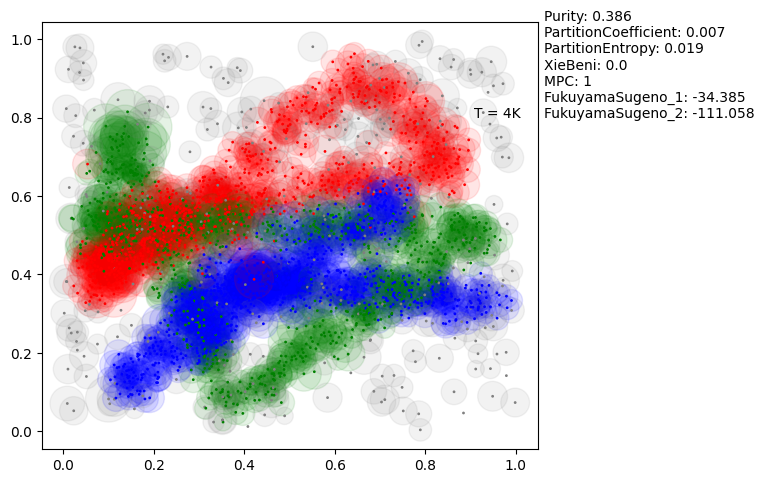 Purity: 0.386
PartitionCoefficient: 0.007
PartitionEntropy: 0.019
XieBeni: 0.0
MPC: 1
FukuyamaSugeno_1: -34.385
FukuyamaSugeno_2: -111.058
T = 4K
1.0
0.8
0.6
0.4
0.2
0.0
0.0 0.2 0.4 0.6 0.8 1.0